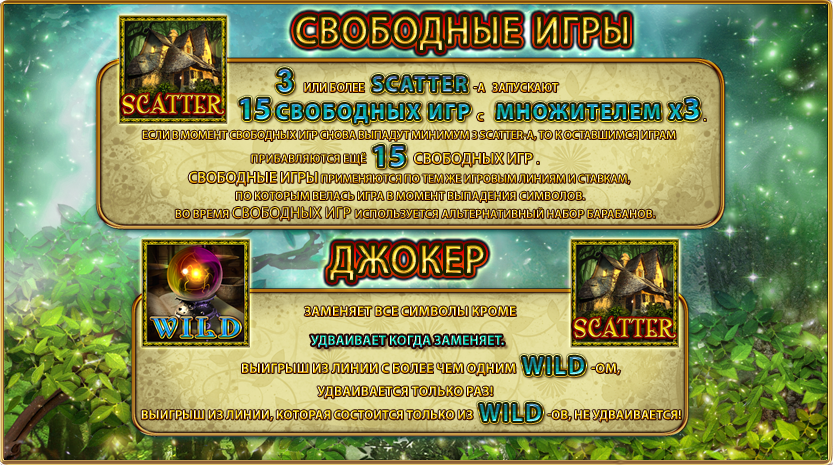 СВОБОДНЫЕ ИГРЫ
SCATTER
3 ИЛИ БОЛЕЕ SCATTER -А ЗАПУСКАЮТ
15 СВОБОДНЫХ ИГР С МНОЖИТЕЛЕМ X3.
ЕСЛИ В МОМЕНТ СВОБОДНЫХ ИГР СНОВА ВЫПАДУТ МИНИМУМ 3 SCATTER-А, ТО К ОСТАВШИМСЯ ИГРАМ
ПРИБАВЛЯЮТСЯ ЕЩЁ 15 СВОБОДНЫХ ИГР .
СВОБОДНЫЕ ИГРЫ ПРИМЕНЯЮТСЯ ПО ТЕМ ЖЕ ИГРОВЫМ ЛИНИЯМ И СТАВКАМ,
ПО КОТОРЫМ ВЕЛАСЬ ИГРА В МОМЕНТ ВЫПАДЕНИЯ СИМВОЛОВ.
ВО ВРЕМЯ СВОБОДНЫХ ИГР ИСПОЛЬЗУЕТСЯ АЛЬТЕРНАТИВНЫЙ НАБОР БАРАБАНОВ.
ДЖОКЕР
WILD
ЗАМЕНЯЕТ ВСЕ СИМВОЛЫ КРОМЕ
SCATTER
УДВАИВАЕТ КОГДА ЗАМЕНЯЕТ.
ВЫИГРЫШ ИЗ ЛИНИИ С БОЛЕЕ ЧЕМ ОДНИМ WILD -ОМ,
УДВАИВАЕТСЯ ТОЛЬКО РАЗ!
ВЫИГРЫШ ИЗ ЛИНИИ, КОТОРАЯ СОСТОИТСЯ ТОЛЬКО ИЗ WILD -ОВ, НЕ УДВАИВАЕТСЯ!